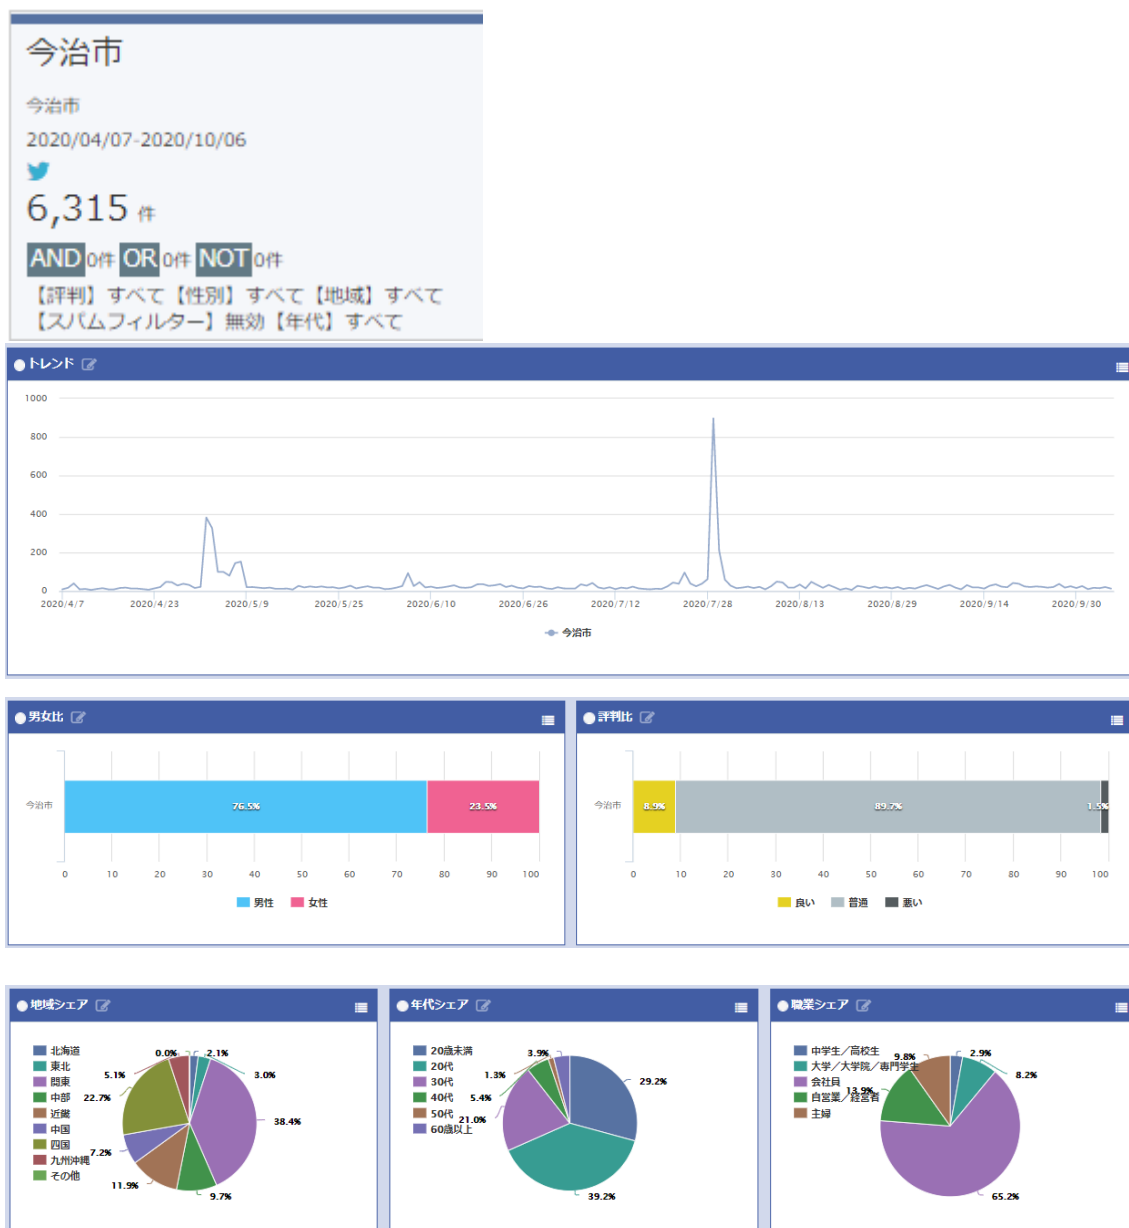 今治市
今治市
2020/04/07-2020/10/06
6,315 件
AND 0件 OR 0件 NOT 0件
【評判】すべて【性別】すべて【地域】すべて
【スパムフィルター】無効【年代】すべて
トレンド
1000
800
600
400
200
0
2020/4/7 2020/4/23 2020/5/9 2020/5/25 2020/6/10 2020/6/26 2020/7/12 2020/7/28 2020/8/13 2020/8/29 2020/9/14 2020/9/30
今治市
男女比
今治市 76.5% 23.5%
0 10 20 30 40 50 60 70 80 90 100
男性 女性
評判比
今治市 8.9% 89.7% 1.5%
0 10 20 30 40 50 60 70 80 90 100
良い 普通 悪い
地域シェア
北海道
東北
関東
中部
近畿
中国
四国
九州沖縄
その他
0.0% 2.1%
5.1% 3.0%
22.7%
38.4%
7.2%
11.9%
9.7%
年代シェア
20歳未満
20代
30代
40代
50代
60歳以上
3.9%
1.3% 29.2%
5.4%
21.0%
39.2%
職業シェア
中学生／高校生
大学／大学院／専門学生
会社員
自営業／経営者
主婦
9.8% 2.9%
8.2%
13.9%
65.2%